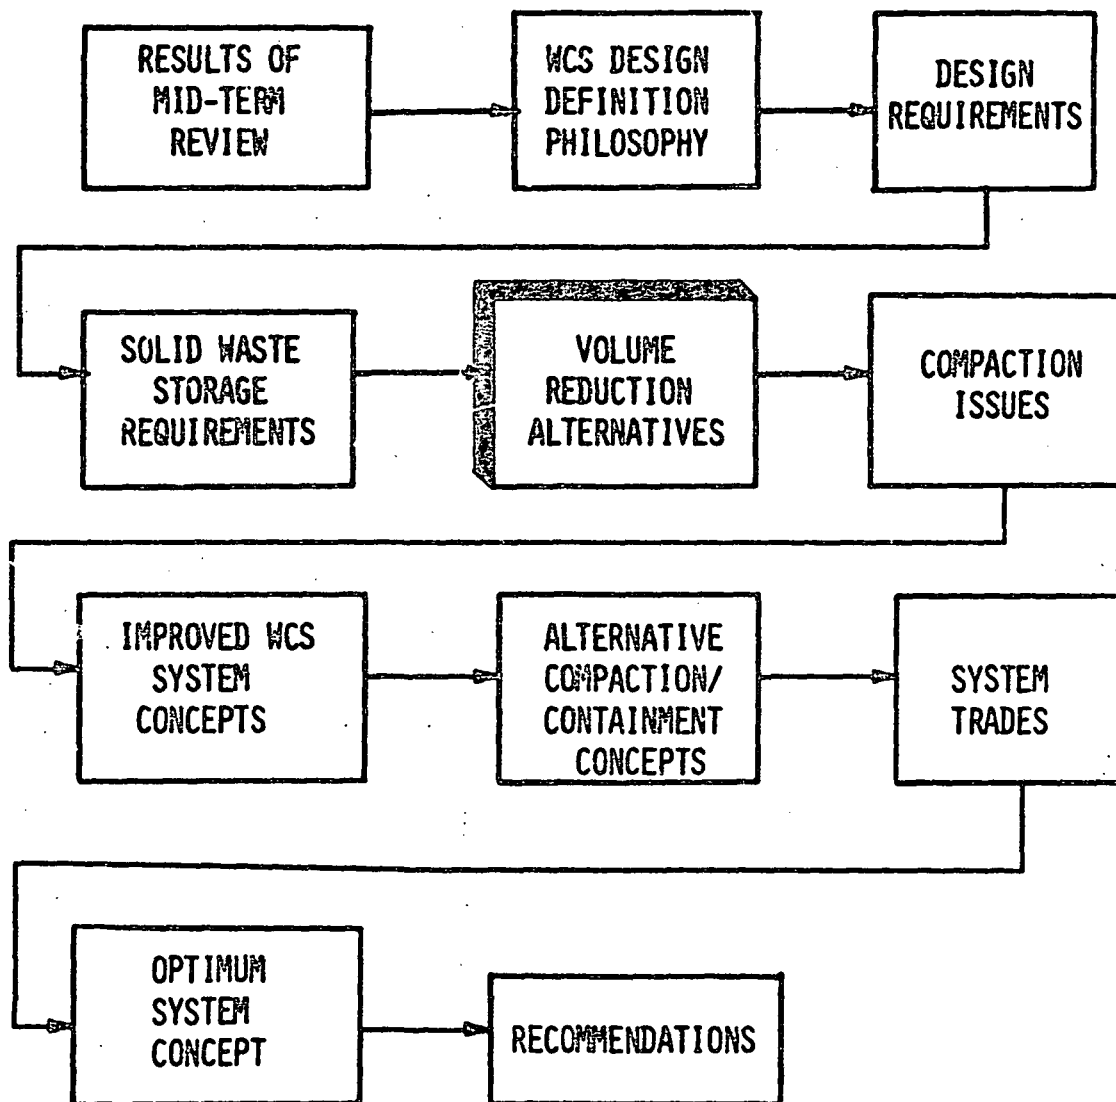 RESULTS OF
MID-TERM
REVIEW
WCS DESIGN
DEFINITION
PHILOSOPHY
DESIGN
REQUIREMENTS
SOLID WASTE
STORAGE
REQUIREMENTS
VOLUME
REDUCTION
ALTERNATIVES
COMPACTION
ISSUES
IMPROVED WCS
SYSTEM
CONCEPTS
ALTERNATIVE
COMPACTION/
CONTAINMENT
CONCEPTS
SYSTEM
TRADES
OPTIMUM
SYSTEM
CONCEPT
RECOMMENDATIONS